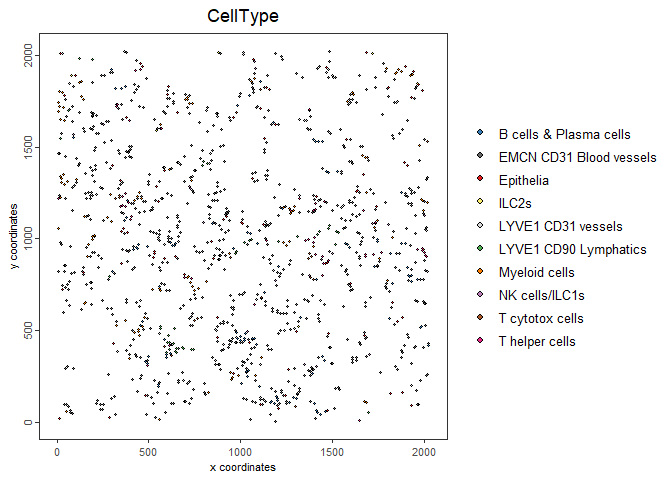 CellType
2000
1500
1000
500
0
y coordinates
0
500
1000
1500
2000
x coordinates
B cells & Plasma cells
EMCN CD31 Blood vessels
Epithelia
ILC2s
LYVE1 CD31 vessels
LYVE1 CD90 Lymphatics
Myeloid cells
NK cells/ILC1s
T cytotox cells
T helper cells